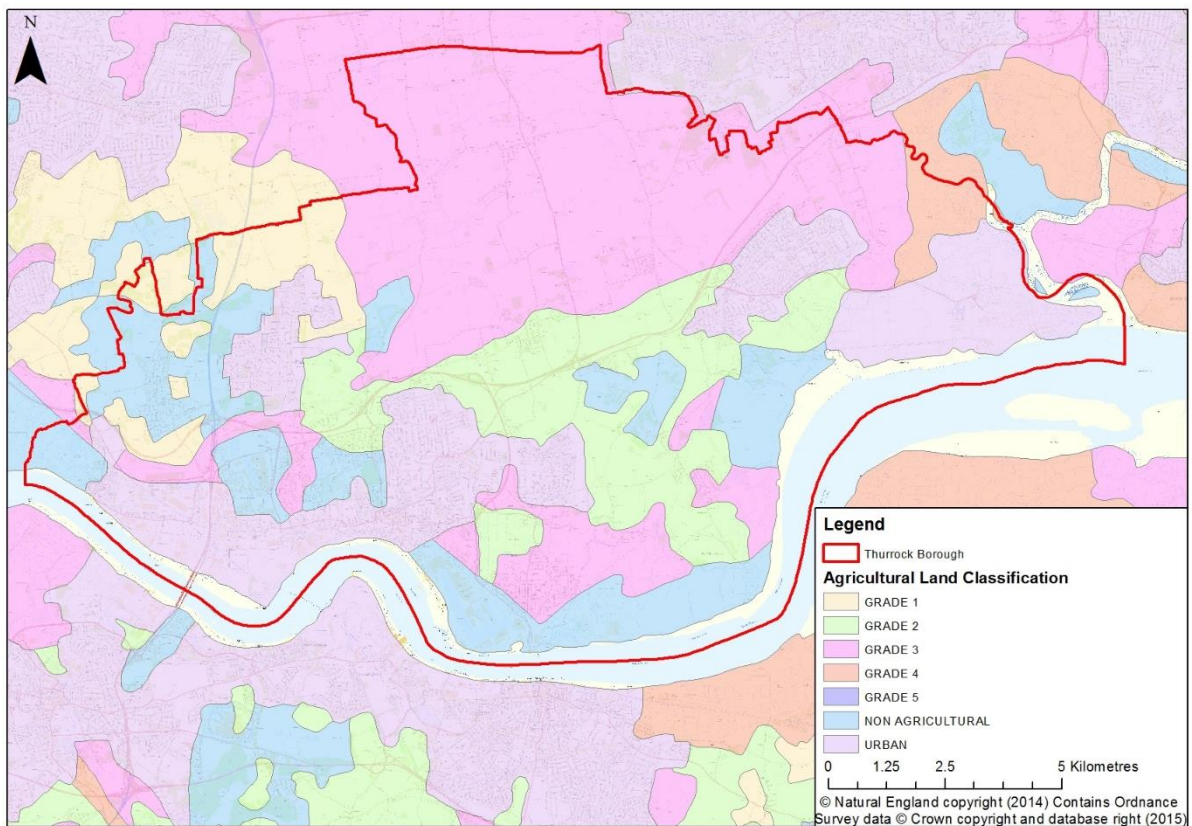 N
Legend
Thurrock Borough
Agricultural Land Classification
GRADE 1
GRADE 2
GRADE 3
GRADE 4
GRADE 5
NON AGRICULTURAL
URBAN
0 1.25 2.5 5 Kilometres
© Natural England copyright (2014) Contains Ordnance
Survey data © Crown copyright and database right (2015)